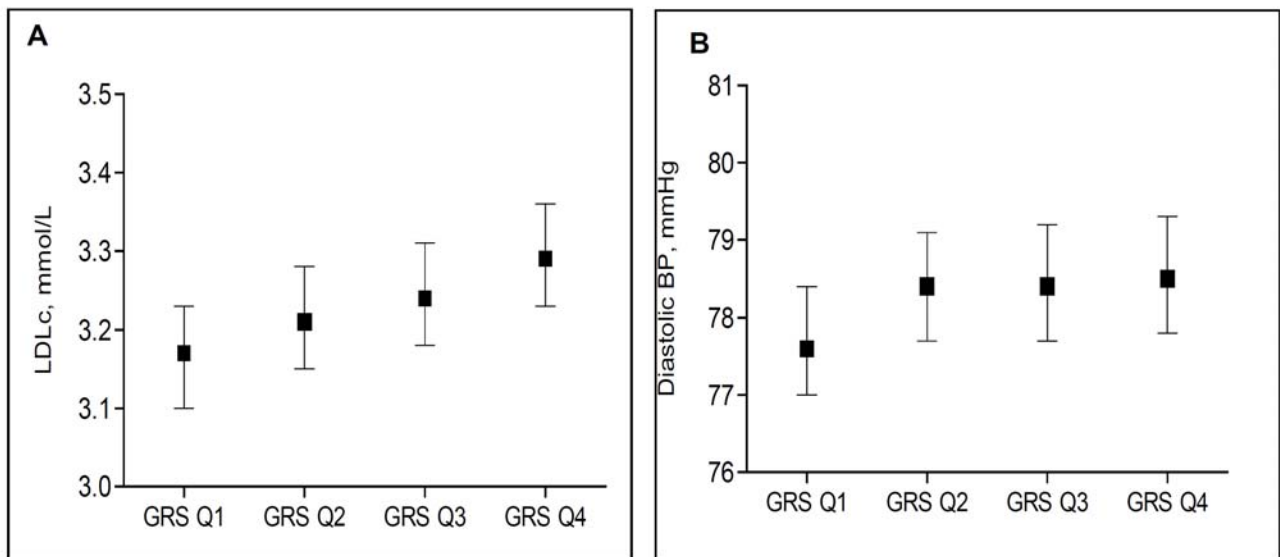 A
LDLc, mmol/L
3.5
3.4
3.3
3.2
3.1
3.0
GRS Q1 GRS Q2 GRS Q3 GRS Q4
B
Diastolic BP, mmHg
81
80
79
78
77
76
GRS Q1 GRS Q2 GRS Q3 GRS Q4